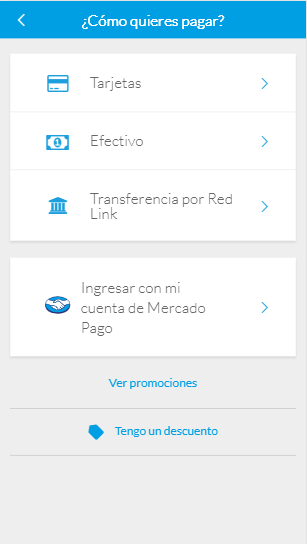 ¿Cómo quieres pagar?
Tarjetas
Efectivo
Transferencia por Red
Link
Ingresar con mi
cuenta de Mercado
Pago
Ver promociones
Tengo un descuento